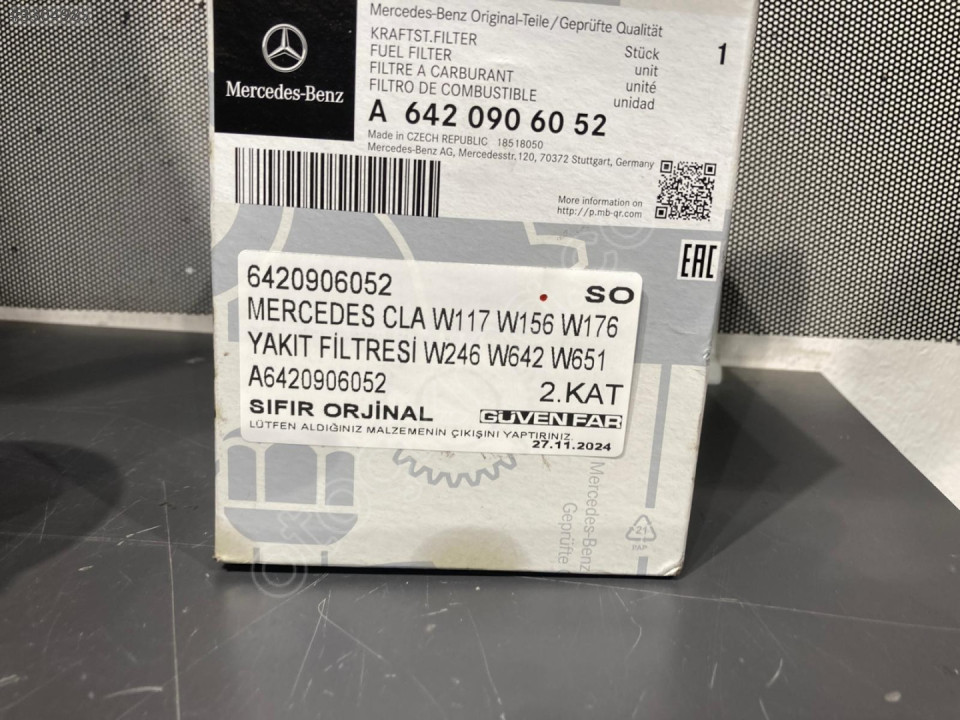 Mercedes-Benz
Mercedes-Benz Original-Teile/Geprüfte Qualität
KRAFTST.FILTER
FUEL FILTER
FILTRE A CARBURANT
FILTRO DE COMBUSTIBLE
Stück
unit
unité
unidad
1
A 642 090 60 52
Made in CZECH REPUBLIC 18518050
Mercedes-Benz AG, Mercedesstr.120, 70372 Stuttgart, Germany
More information on
http://p.mb-qr.com
EAC
6420906052
SO
MERCEDES CLA W117 W156 W176
YAKIT FİLTRESİ W246 W642 W651
A6420906052
2.KAT
SIFIR ORJİNAL
GÜVEN FAR
LÜTFEN ALDIĞINIZ MALZEMENİN ÇIKIŞINI YAPTIRINIZ.
27.11.2024
Mercedes-Benz
Geprüfte
21
PAP